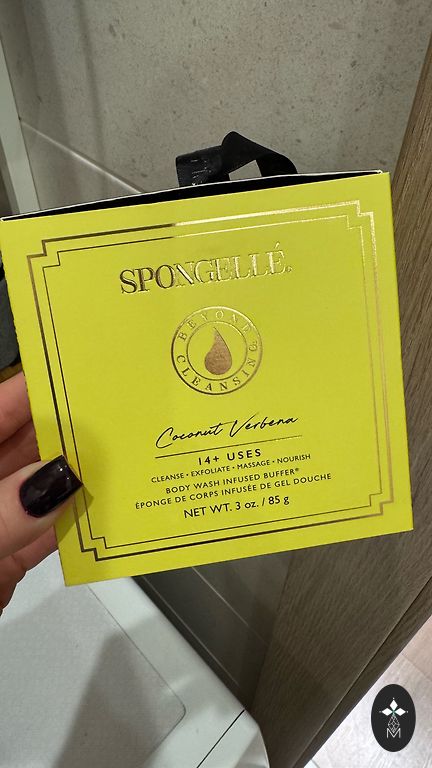 SPONGELLÉ.
BEYOND
CLEANSING
Coconut Verbena
14+ USES
CLEANSE • EXFOLIATE • MASSAGE • NOURISH
BODY WASH INFUSED BUFFER®
ÉPONGE DE CORPS INFUSÉE DE GEL DOUCHE
NET WT. 3 oz. / 85 g
M